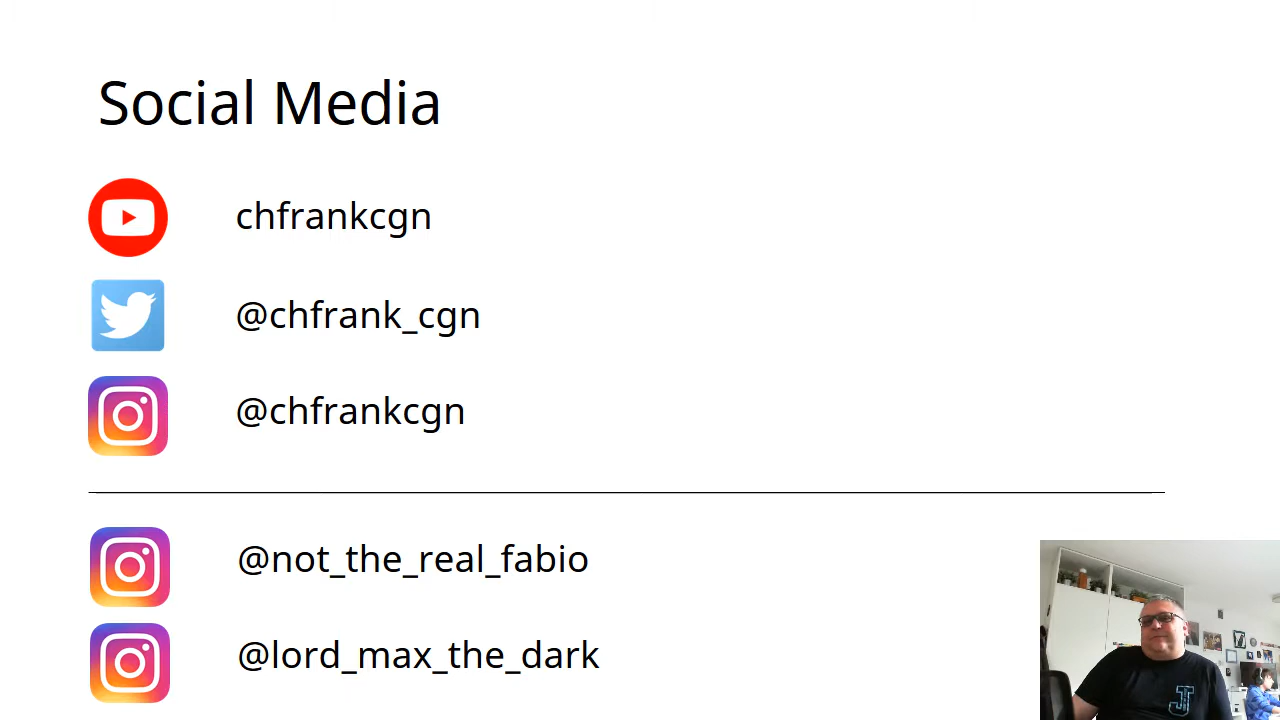 Social Media
chfrankcgn
@chfrank_cgn
@chfrankcgn
@not_the_real_fabio
@lord_max_the_dark
J